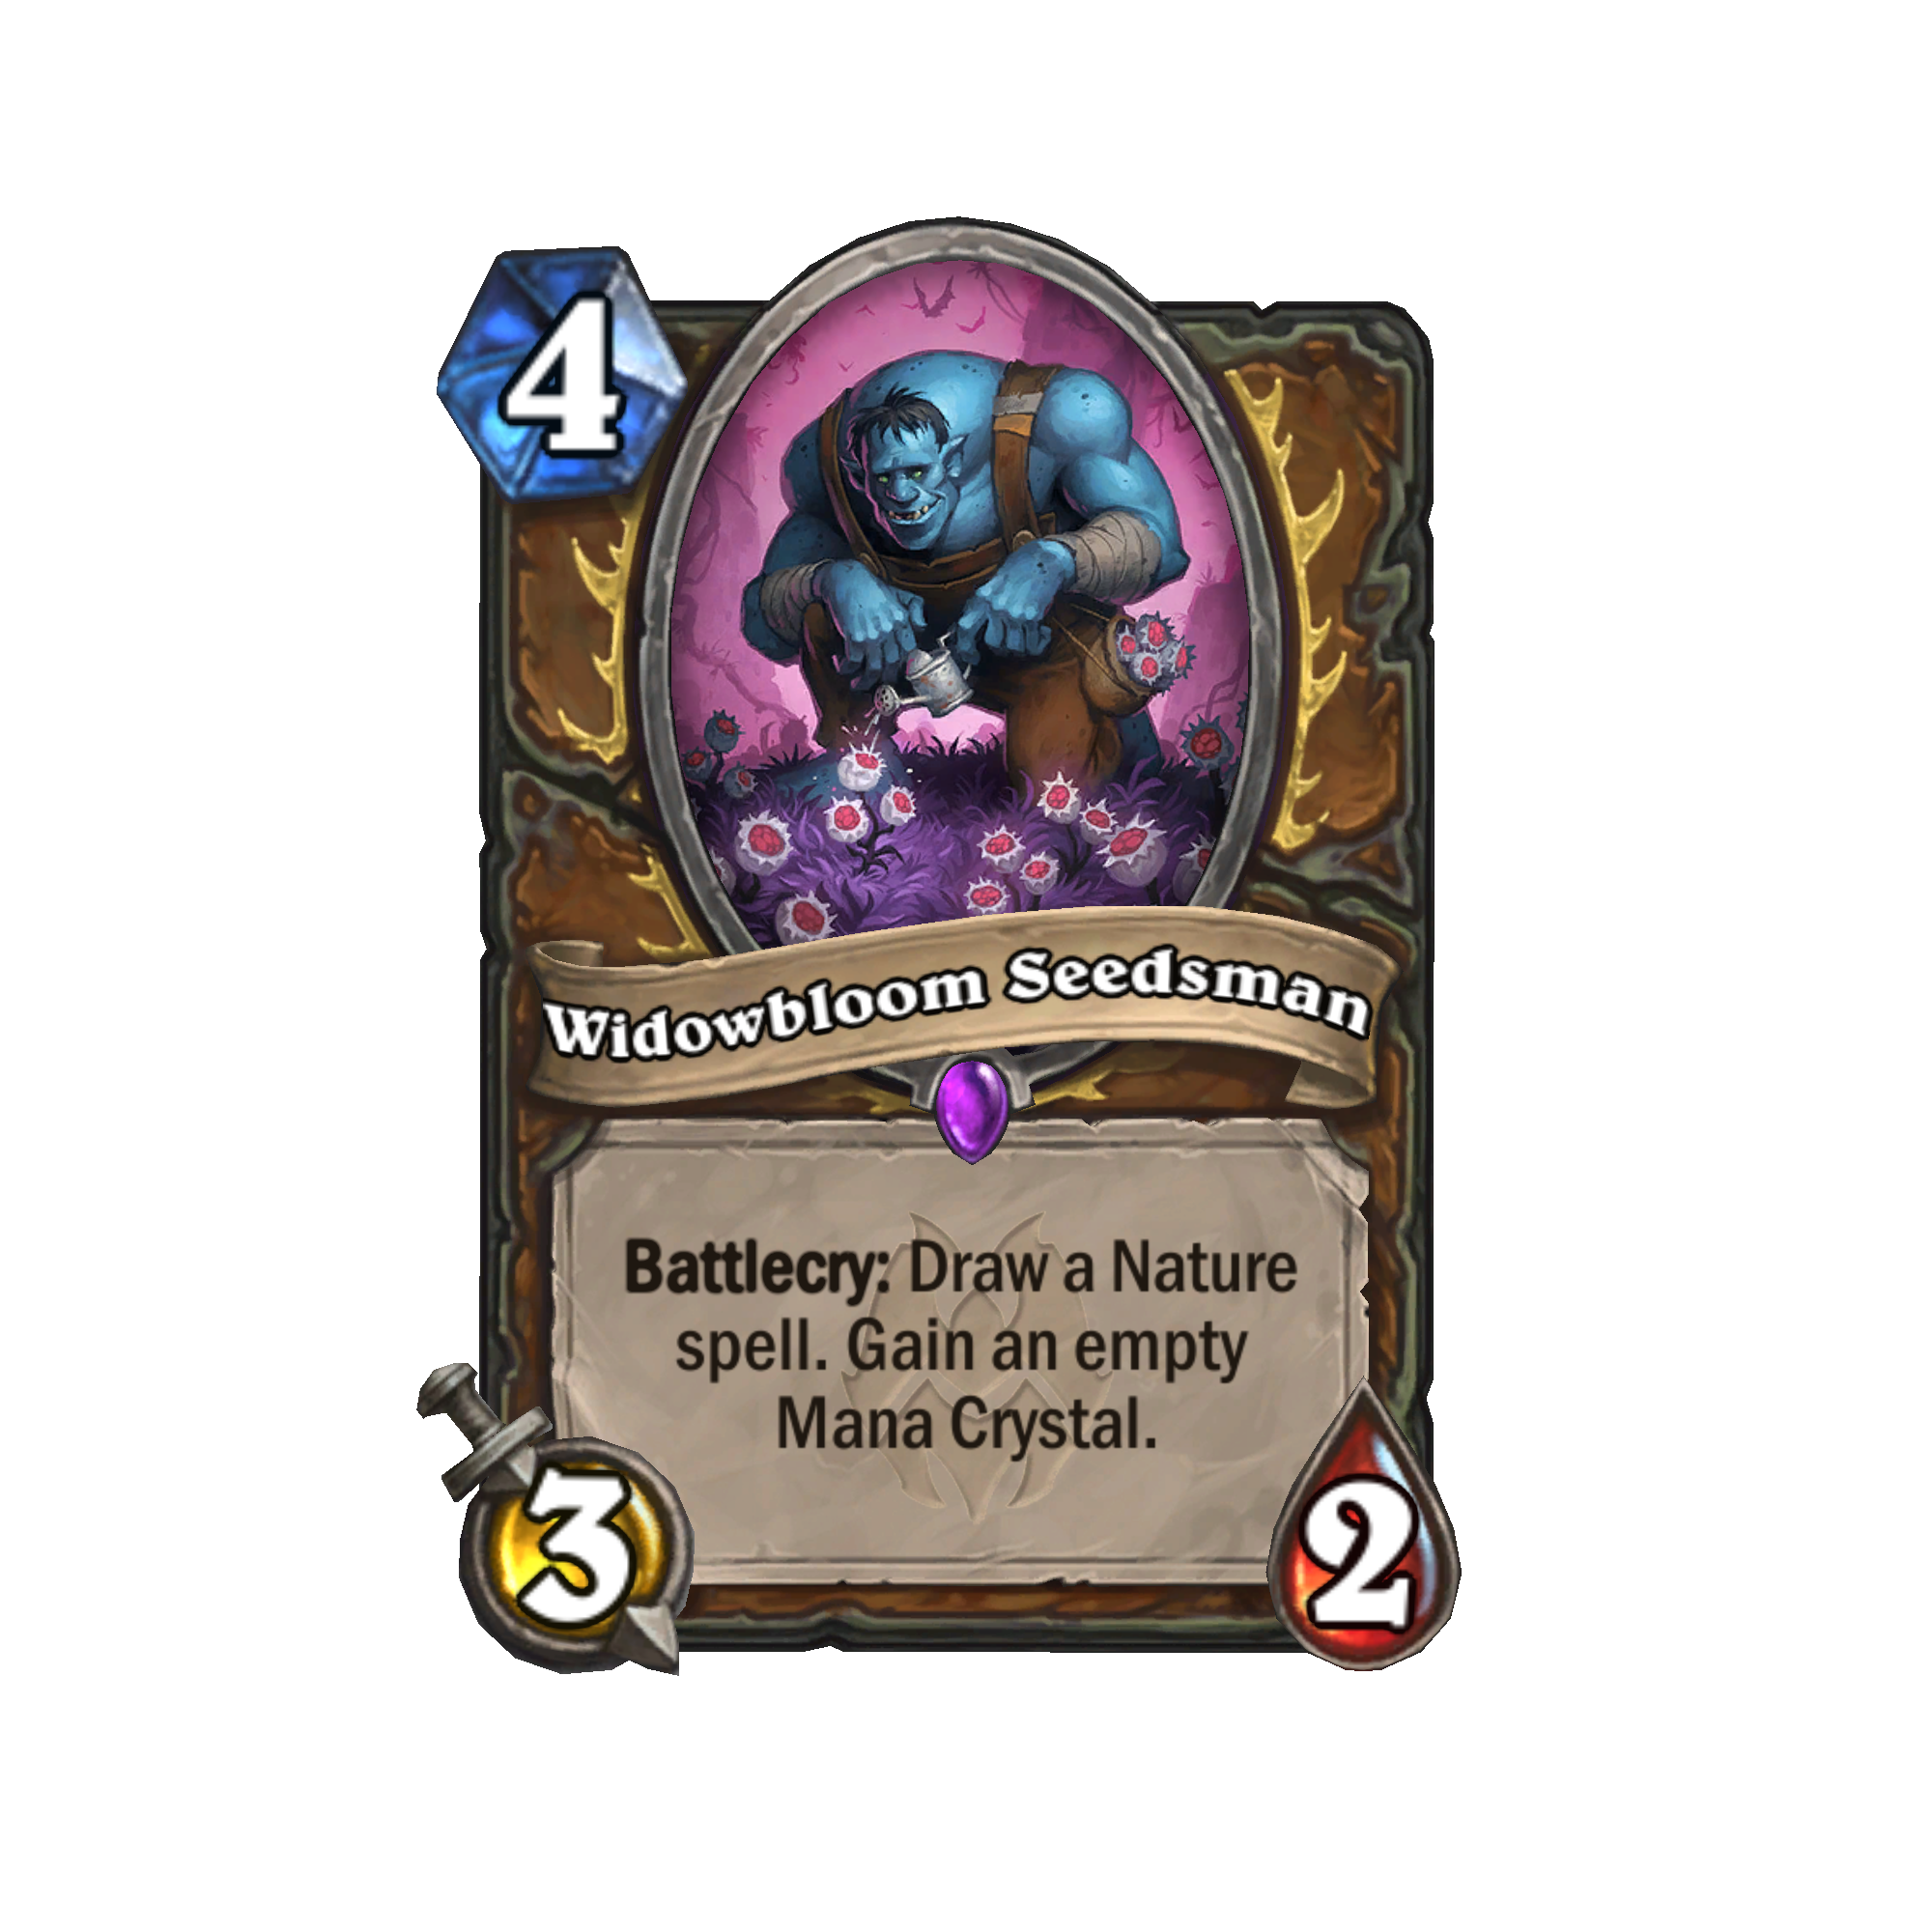 4
Widowbloom Seedsman
Battlecry: Draw a Nature
spell. Gain an empty
Mana Crystal.
3
2